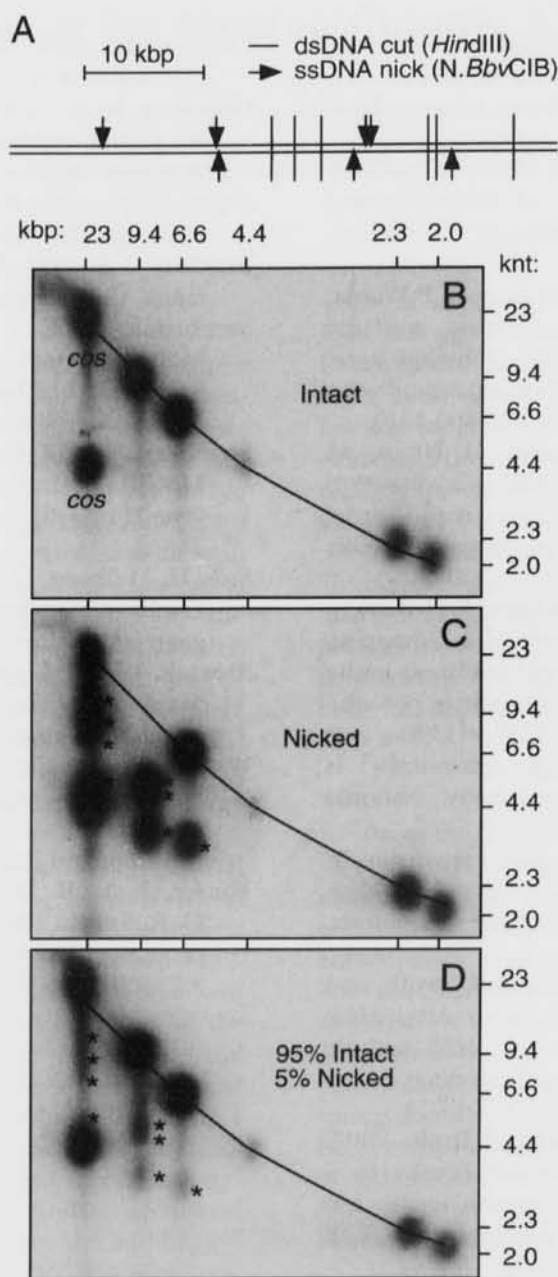 A
10 kbp
dsDNA cut (HindIII)
ssDNA nick (N.BbvCIB)
kbp: 23 9.4 6.6 4.4 2.3 2.0
knt:
B
Intact
cos
cos
23
9.4
6.6
4.4
2.3
2.0
C
Nicked
* * * * * *
23
9.4
6.6
4.4
2.3
2.0
D
95% Intact
5% Nicked
* * * * * * * *
23
9.4
6.6
4.4
2.3
2.0